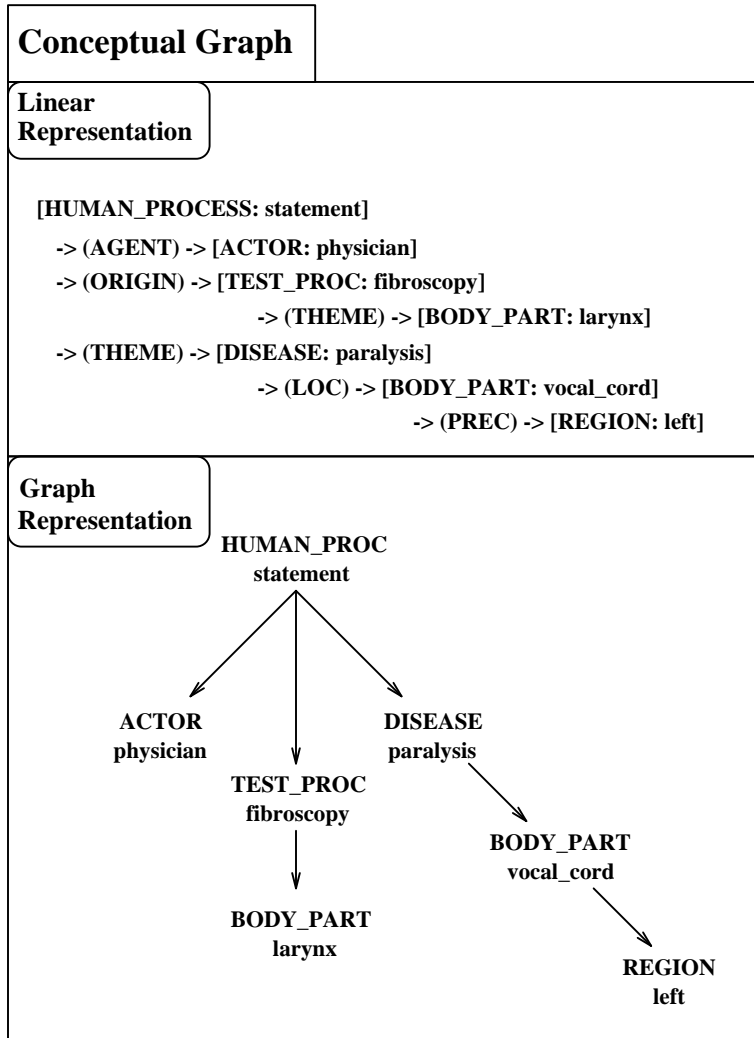 Conceptual Graph
Linear
Representation
[HUMAN_PROCESS: statement]
-> (AGENT) -> [ACTOR: physician]
-> (ORIGIN) -> [TEST_PROC: fibroscopy]
-> (THEME) -> [BODY_PART: larynx]
-> (THEME) -> [DISEASE: paralysis]
-> (LOC) -> [BODY_PART: vocal_cord]
-> (PREC) -> [REGION: left]
Graph
Representation
HUMAN_PROC
statement
ACTOR
physician
DISEASE
paralysis
TEST_PROC
fibroscopy
BODY_PART
vocal_cord
BODY_PART
larynx
REGION
left